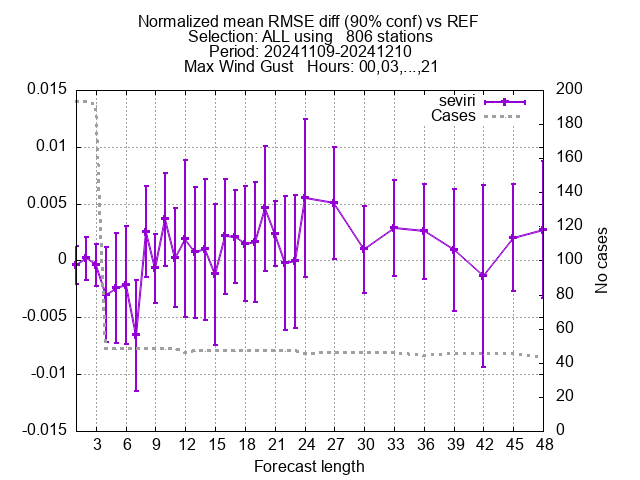 Normalized mean RMSE diff (90% conf) vs REF
Selection: ALL using   806 stations
Period: 20241109-20241210
Max Wind Gust   Hours: 00,03,...,21
seviri
Cases
0.015
0.01
0.005
0
-0.005
-0.01
-0.015
200
180
160
140
120
100
80
60
40
20
0
No cases
3 6 9 12 15 18 21 24 27 30 33 36 39 42 45 48
Forecast length